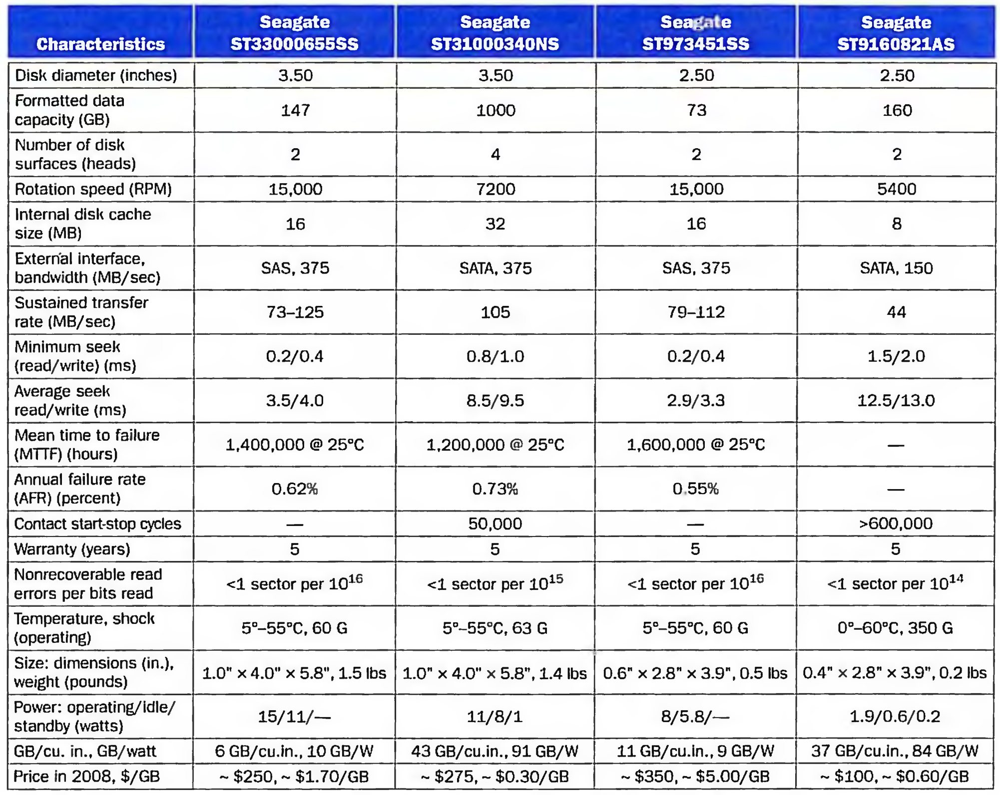 Characteristics
Seagate
ST33000655SS
Seagate
ST31000340NS
Seagate
ST973451SS
Seagate
ST9160821AS
Disk diameter (inches)
3.50
3.50
2.50
2.50
Formatted data
capacity (GB)
147
1000
73
160
Number of disk
surfaces (heads)
2
4
2
2
Rotation speed (RPM)
15,000
7200
15,000
5400
Internal disk cache
size (MB)
16
32
16
8
External interface,
bandwidth (MB/sec)
SAS, 375
SATA, 375
SAS, 375
SATA, 150
Sustained transfer
rate (MB/sec)
73–125
105
79–112
44
Minimum seek
(read/write) (ms)
0.2/0.4
0.8/1.0
0.2/0.4
1.5/2.0
Average seek
read/write (ms)
3.5/4.0
8.5/9.5
2.9/3.3
12.5/13.0
Mean time to failure
(MTTF) (hours)
1,400,000 @ 25°C
1,200,000 @ 25°C
1,600,000 @ 25°C
—
Annual failure rate
(AFR) (percent)
0.62%
0.73%
0.55%
—
Contact start-stop cycles
—
50,000
—
>600,000
Warranty (years)
5
5
5
5
Nonrecoverable read
errors per bits read
<1 sector per 10¹⁶
<1 sector per 10¹⁵
<1 sector per 10¹⁶
<1 sector per 10¹⁴
Temperature, shock
(operating)
5°–55°C, 60 G
5°–55°C, 63 G
5°–55°C, 60 G
0°–60°C, 350 G
Size: dimensions (in.),
weight (pounds)
1.0" × 4.0" × 5.8", 1.5 lbs
1.0" × 4.0" × 5.8", 1.4 lbs
0.6" × 2.8" × 3.9", 0.5 lbs
0.4" × 2.8" × 3.9", 0.2 lbs
Power: operating/idle/
standby (watts)
15/11/—
11/8/1
8/5.8/—
1.9/0.6/0.2
GB/cu. in., GB/watt
6 GB/cu.in., 10 GB/W
43 GB/cu.in., 91 GB/W
11 GB/cu.in., 9 GB/W
37 GB/cu.in., 84 GB/W
Price in 2008, $/GB
~ $250, ~ $1.70/GB
~ $275, ~ $0.30/GB
~ $350, ~ $5.00/GB
~ $100, ~ $0.60/GB